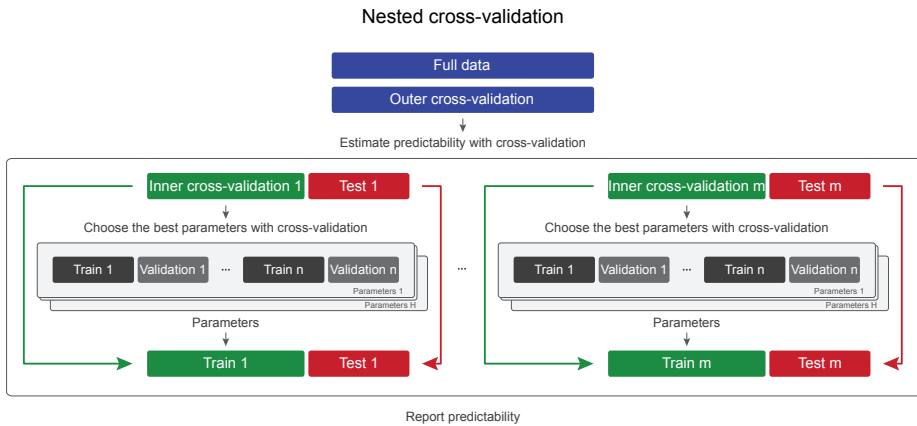 Nested cross-validation
Full data
Outer cross-validation
Estimate predictability with cross-validation
Inner cross-validation 1 Test 1
Choose the best parameters with cross-validation
Train 1 Validation 1 ... Train n Validation n
Parameters 1
Parameters H
Parameters
Train 1 Test 1
...
Inner cross-validation m Test m
Choose the best parameters with cross-validation
Train 1 Validation 1 ... Train n Validation n
Parameters 1
Parameters H
Parameters
Train m Test m
Report predictability